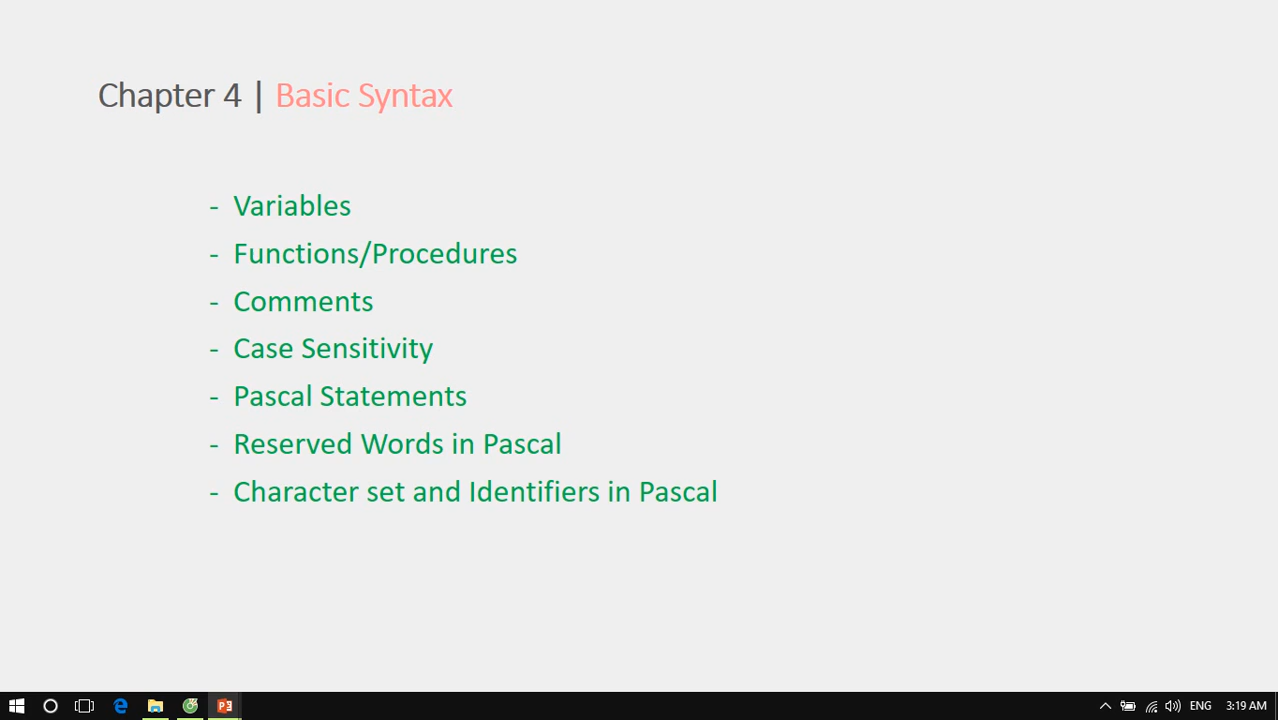 Chapter 4 | Basic Syntax
- Variables
- Functions/Procedures
- Comments
- Case Sensitivity
- Pascal Statements
- Reserved Words in Pascal
- Character set and Identifiers in Pascal
ENG 3:19 AM